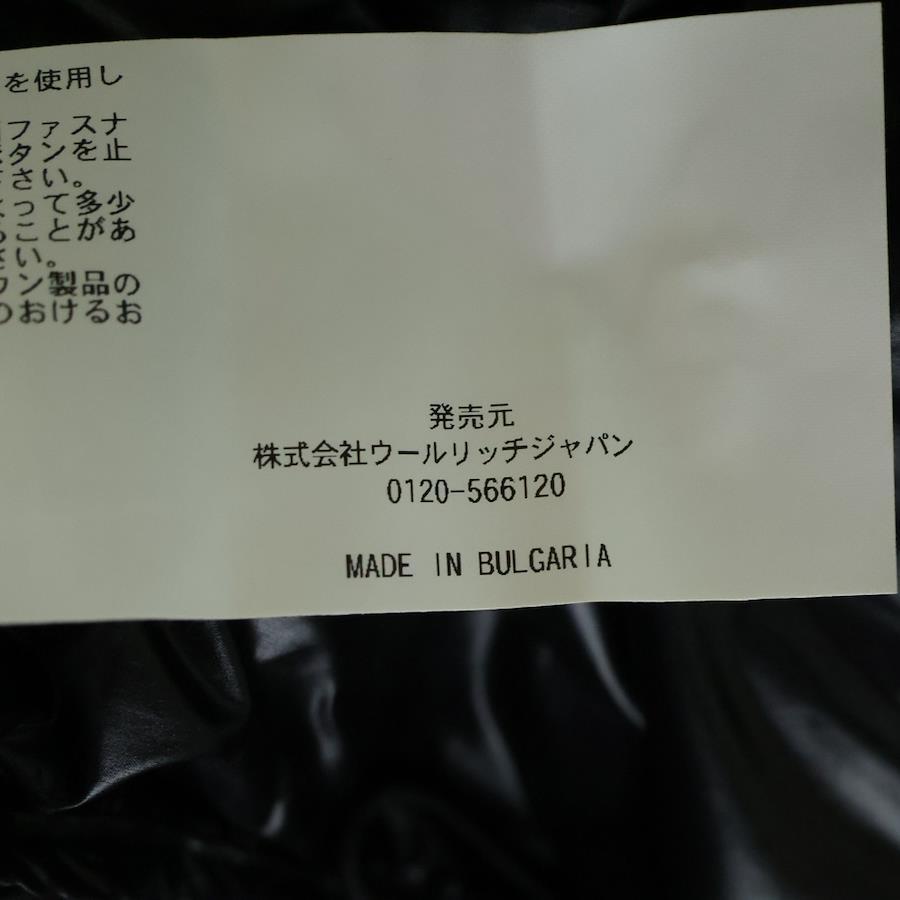 を使用し
ファスナ
タンを止
さい。
って多少
ことがあ
さい。
ウン製品の
のおけるお
発売元
株式会社ウールリッチジャパン
0120-566120
MADE IN BULGARIA